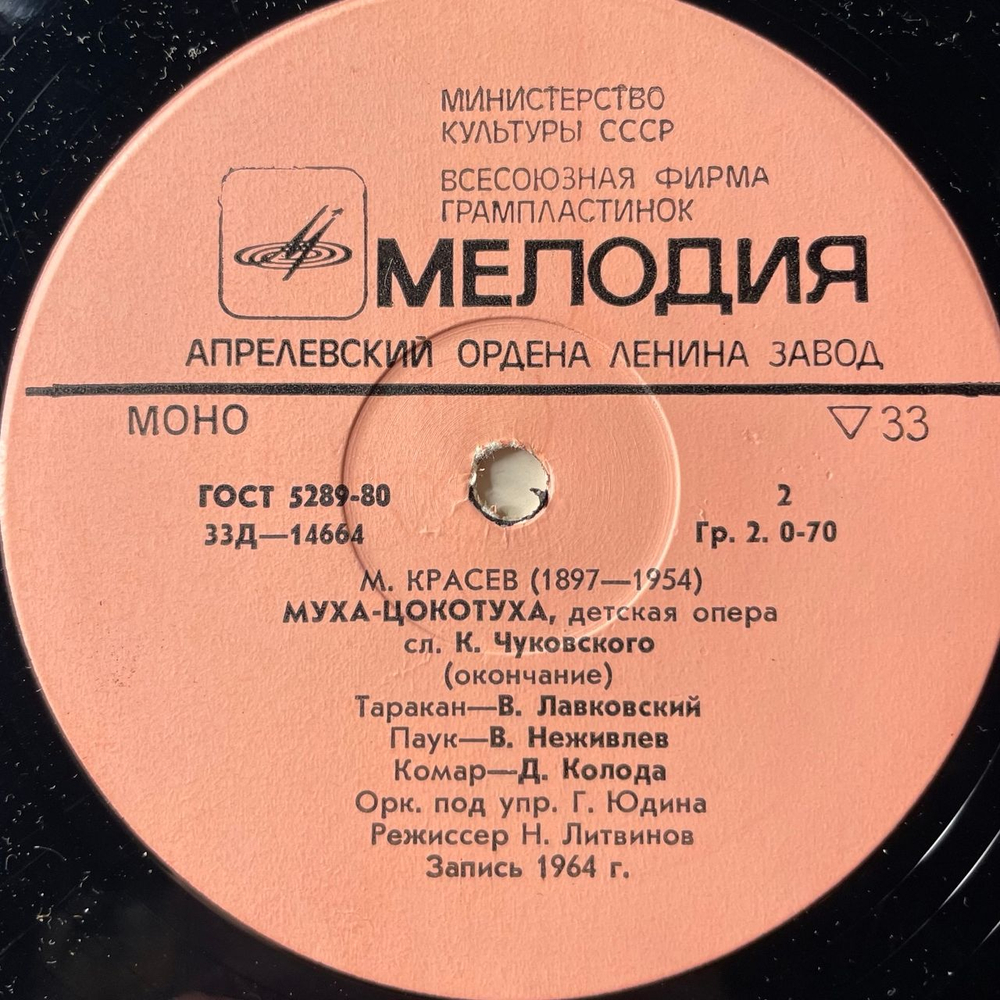 МИНИСТЕРСТВО
КУЛЬТУРЫ СССР
ВСЕСОЮЗНАЯ ФИРМА
ГРАМПЛАСТИНОК
МЕЛОДИЯ
АПРЕЛЕВСКИЙ ОРДЕНА ЛЕНИНА ЗАВОД
МОНО ▽33
ГОСТ 5289-80 2
33Д—14664 Гр. 2. 0-70
М. КРАСЕВ (1897—1954)
МУХА-ЦОКОТУХА, детская опера
сл. К. Чуковского
(окончание)
Таракан—В. Лавковский
Паук—В. Неживлев
Комар—Д. Колода
Орк. под упр. Г. Юдина
Режиссер Н. Литвинов
Запись 1964 г.